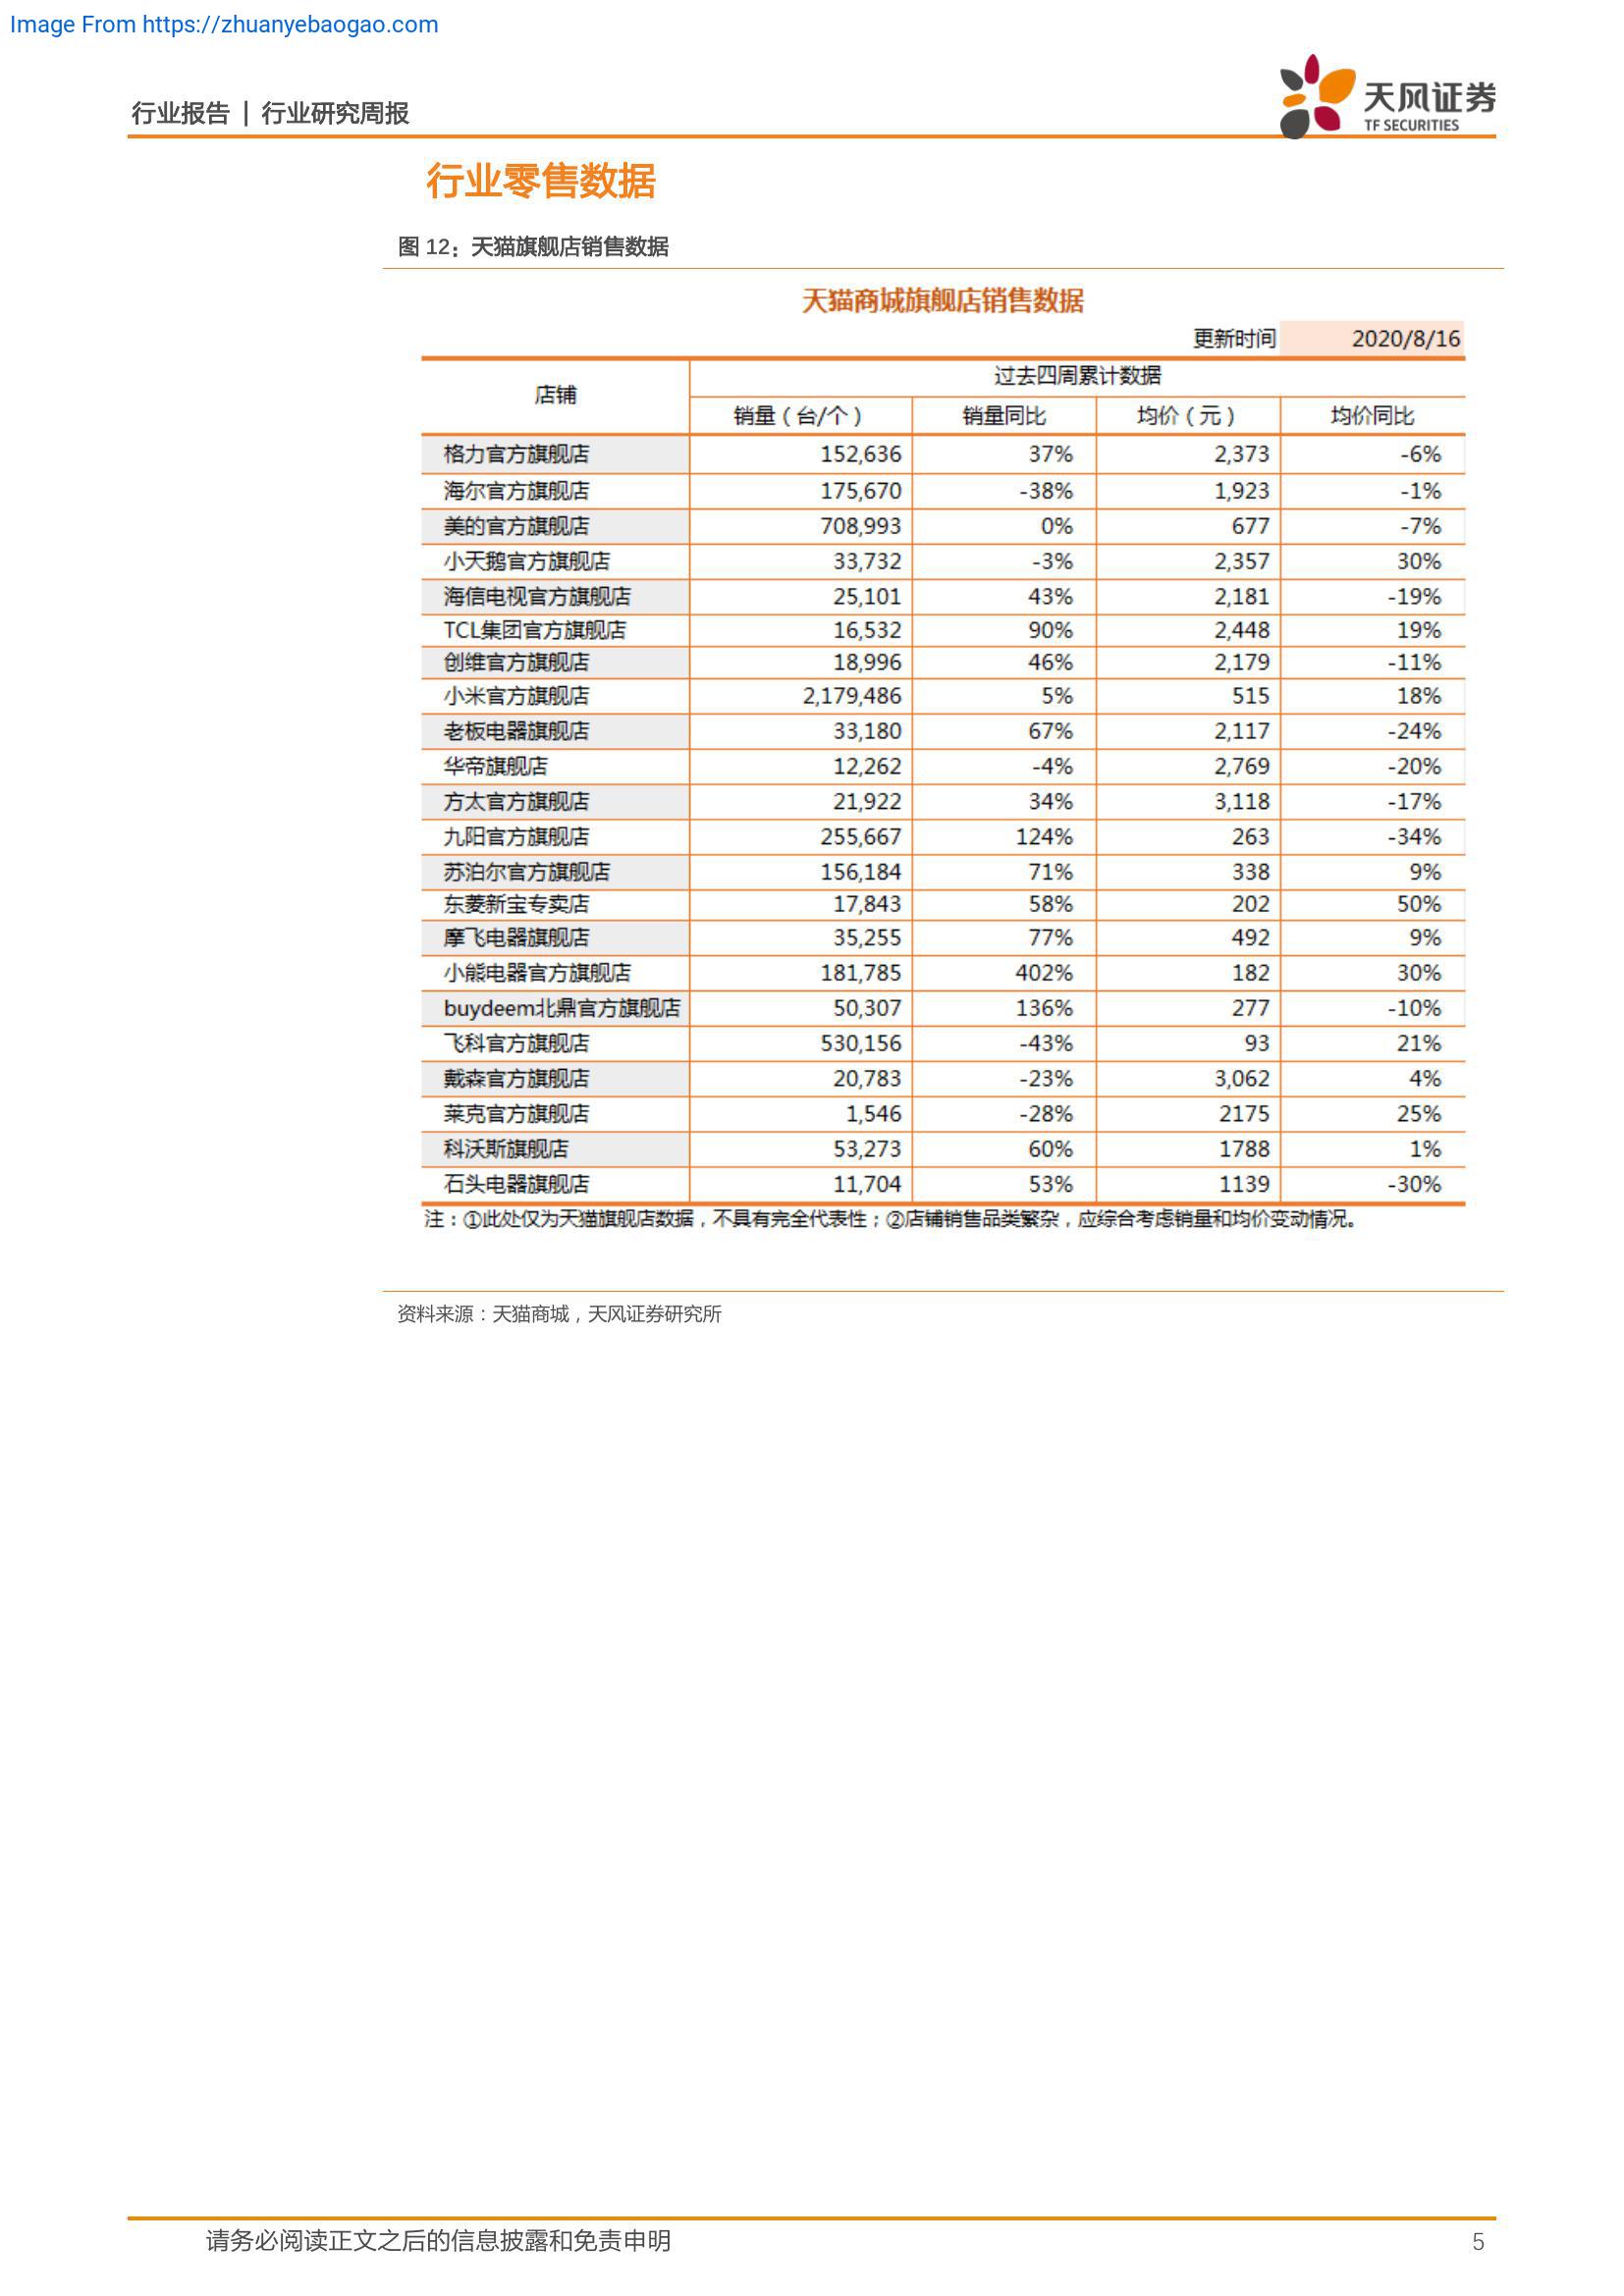 Image From https://zhuanyebaogao.com
行业报告 | 行业研究周报
天风证券
TF SECURITIES
行业零售数据
图 12：天猫旗舰店销售数据
天猫商城旗舰店销售数据
更新时间 2020/8/16
店铺 过去四周累计数据
销量（台/个） 销量同比 均价（元） 均价同比
格力官方旗舰店 152,636 37% 2,373 -6%
海尔官方旗舰店 175,670 -38% 1,923 -1%
美的官方旗舰店 708,993 0% 677 -7%
小天鹅官方旗舰店 33,732 -3% 2,357 30%
海信电视官方旗舰店 25,101 43% 2,181 -19%
TCL集团官方旗舰店 16,532 90% 2,448 19%
创维官方旗舰店 18,996 46% 2,179 -11%
小米官方旗舰店 2,179,486 5% 515 18%
老板电器旗舰店 33,180 67% 2,117 -24%
华帝旗舰店 12,262 -4% 2,769 -20%
方太官方旗舰店 21,922 34% 3,118 -17%
九阳官方旗舰店 255,667 124% 263 -34%
苏泊尔官方旗舰店 156,184 71% 338 9%
东菱新宝专卖店 17,843 58% 202 50%
摩飞电器旗舰店 35,255 77% 492 9%
小熊电器官方旗舰店 181,785 402% 182 30%
buydeem北鼎官方旗舰店 50,307 136% 277 -10%
飞科官方旗舰店 530,156 -43% 93 21%
戴森官方旗舰店 20,783 -23% 3,062 4%
莱克官方旗舰店 1,546 -28% 2175 25%
科沃斯旗舰店 53,273 60% 1788 1%
石头电器旗舰店 11,704 53% 1139 -30%
注：①此处仅为天猫旗舰店数据，不具有完全代表性；②店铺销售品类繁杂，应综合考虑销量和均价变动情况。
资料来源：天猫商城，天风证券研究所
请务必阅读正文之后的信息披露和免责申明 5